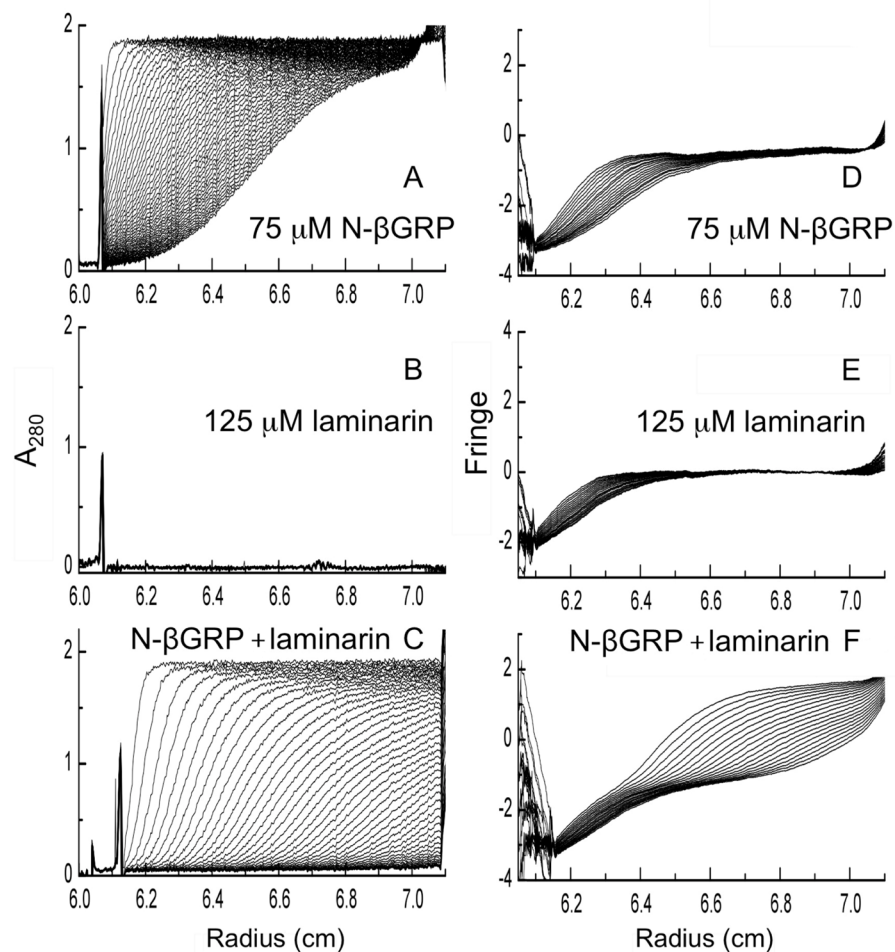 2
1
0
A
75 μM N-βGRP
6.0 6.2 6.4 6.6 6.8 7.0
2
0
-2
-4
D
75 μM N-βGRP
6.2 6.4 6.6 6.8 7.0
A280
2
1
0
B
125 μM laminarin
6.0 6.2 6.4 6.6 6.8 7.0
Fringe
4
2
0
-2
E
125 μM laminarin
6.2 6.4 6.6 6.8 7.0
N-βGRP + laminarin C
2
1
0
6.0 6.2 6.4 6.6 6.8 7.0
Radius (cm)
N-βGRP + laminarin F
2
0
-2
-4
6.2 6.4 6.6 6.8 7.0
Radius (cm)